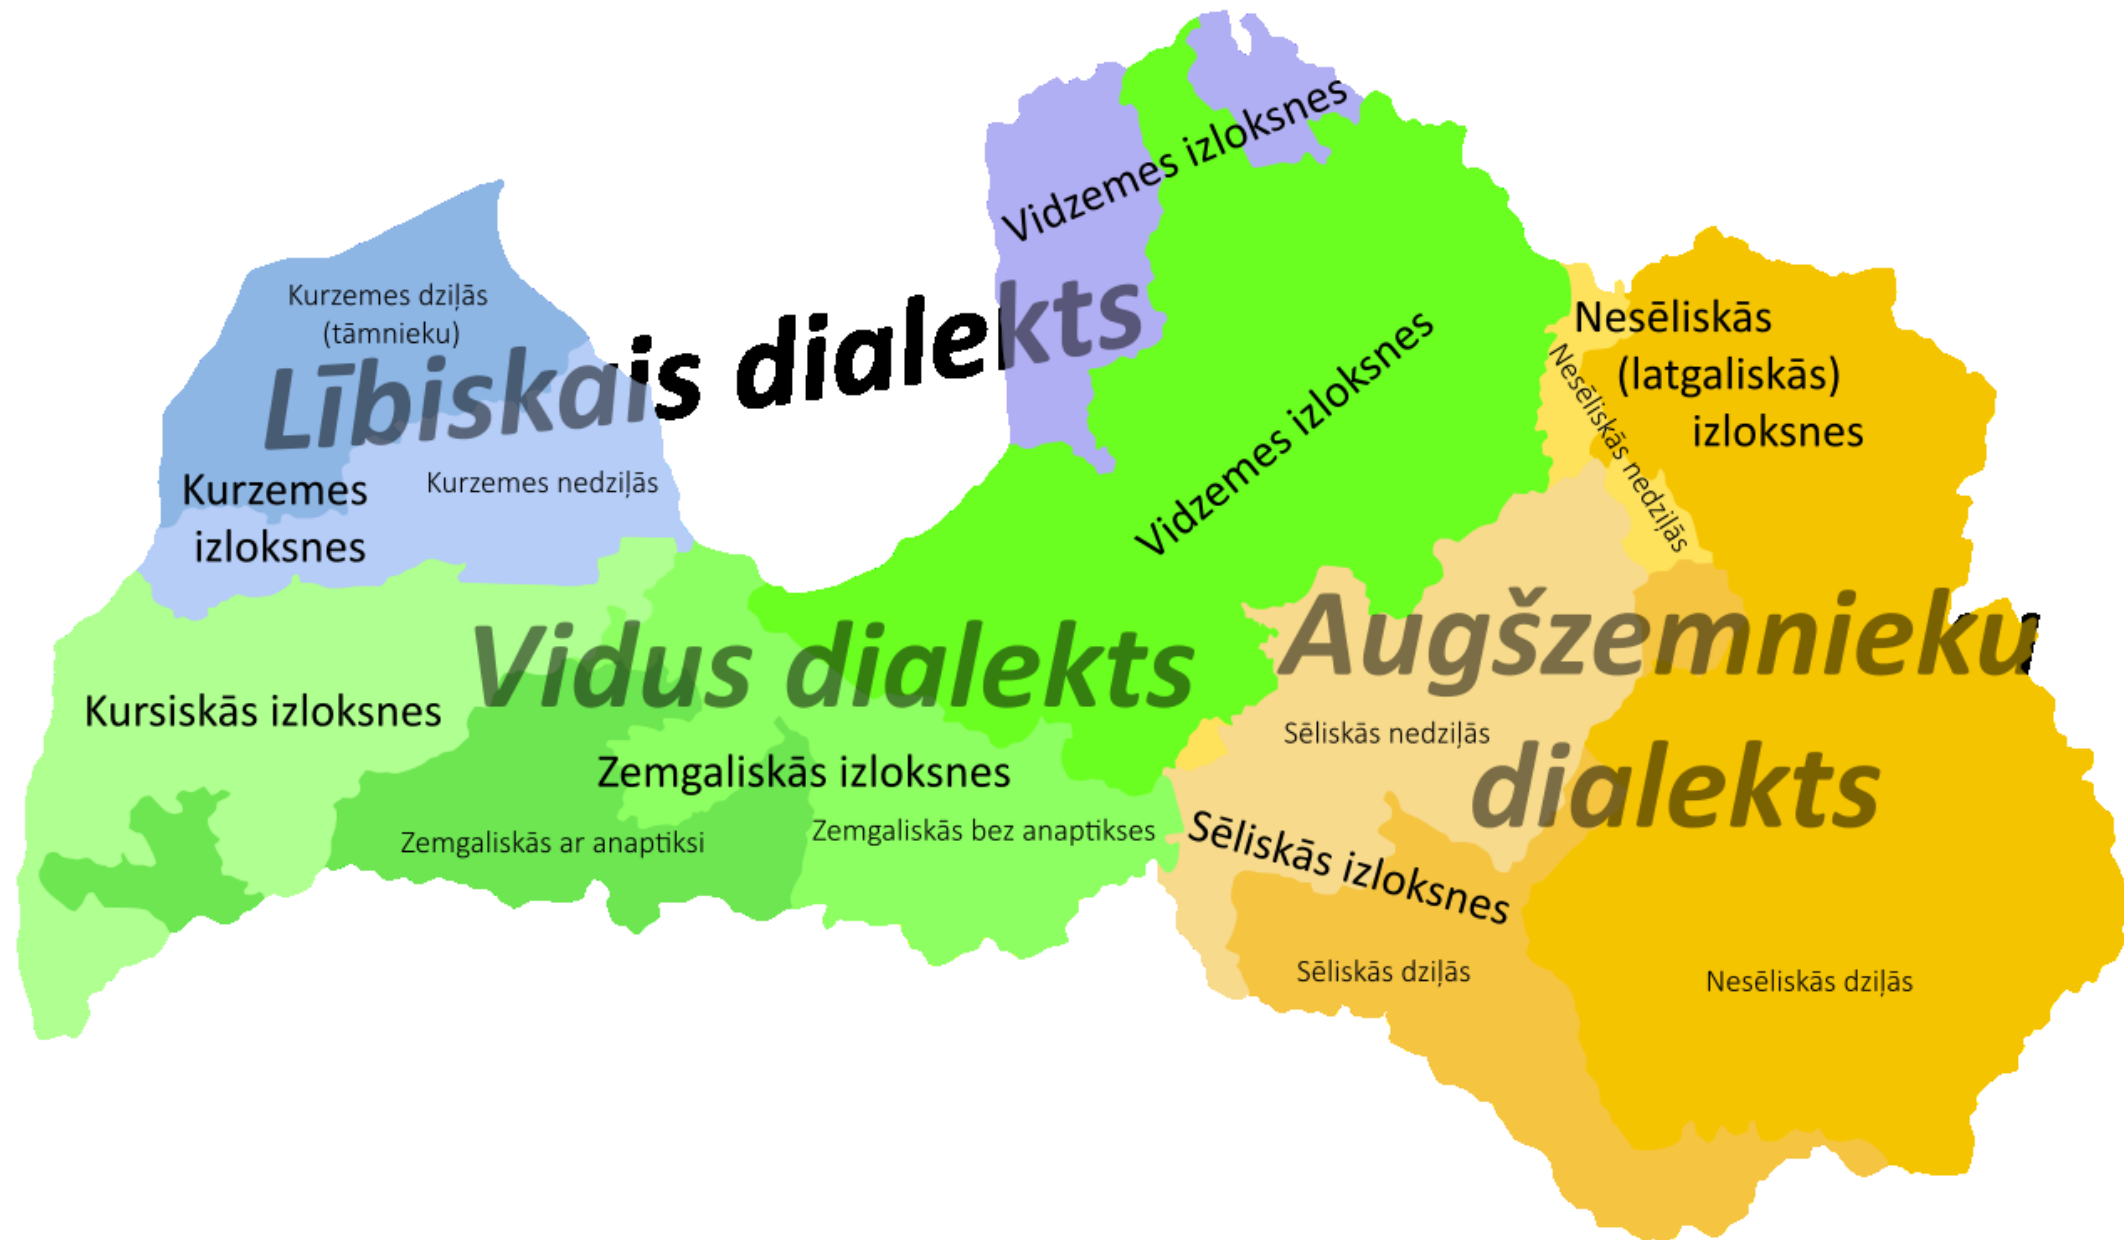 Vidzemes izloksnes
Kurzemes dziļās
(tāmnieku)
Lībiskais dialekts
Kurzemes
izloksnes
Kurzemes nedziļās
Vidzemes izloksnes
Nesēliskās
(latgaliskās)
izloksnes
Nesēliskās nedziļās
Vidus dialekts
Augšzemnieku
dialekts
Kursiskās izloksnes
Zemgaliskās izloksnes
Zemgaliskās ar anaptiksi
Zemgaliskās bez anaptikses
Sēliskās nedziļās
Sēliskās izloksnes
Sēliskās dziļās
Nesēliskās dziļās